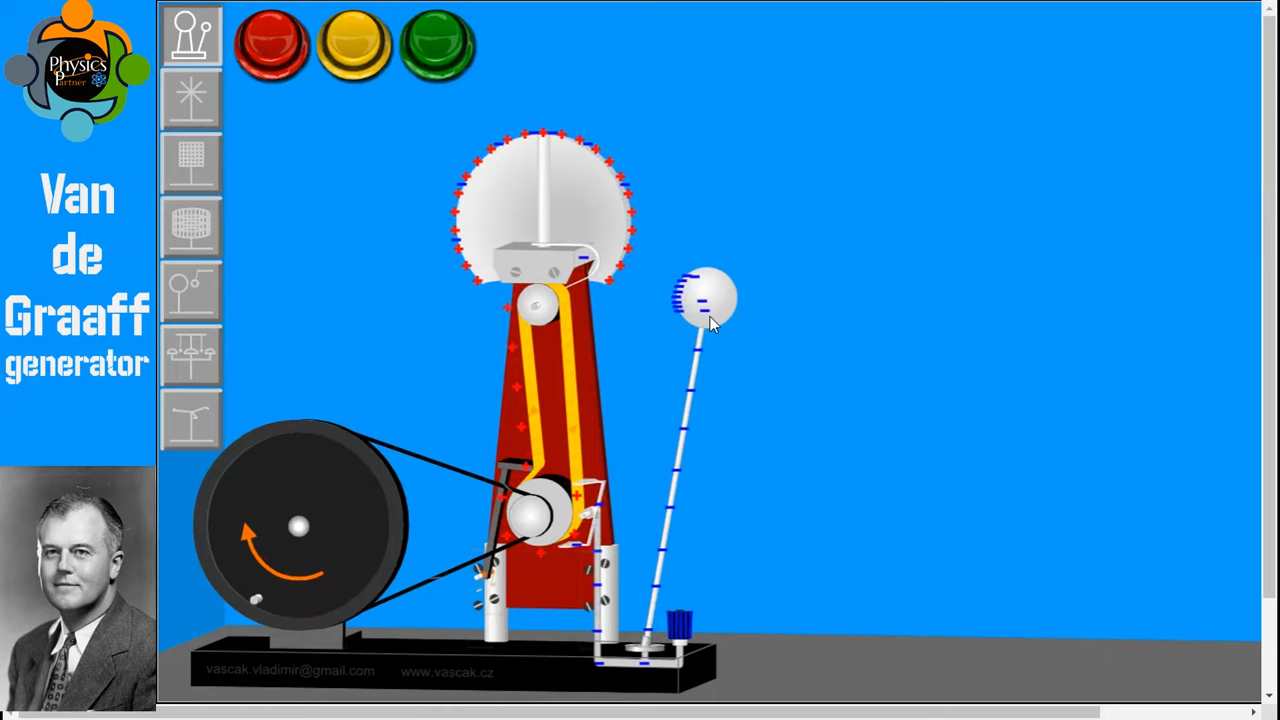 Physics
Partner
Van
de
Graaff
generator
vascak.vladimir@gmail.com www.vascak.cz